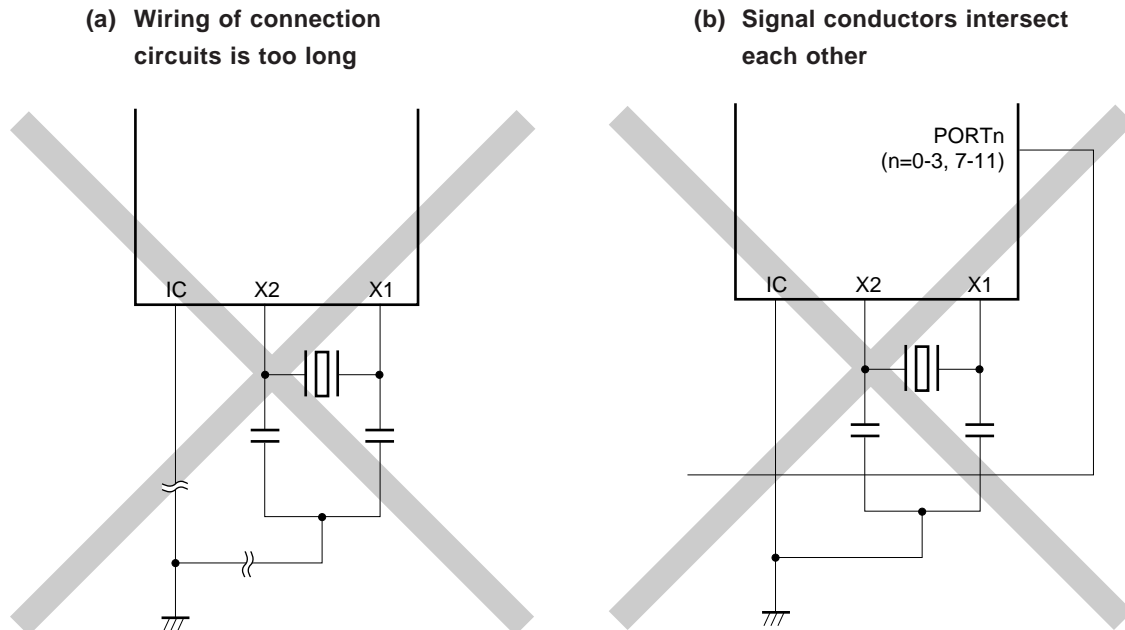 (a) Wiring of connection
circuits is too long
IC X2 X1
(b) Signal conductors intersect
each other
PORTn
(n=0-3, 7-11)
IC X2 X1